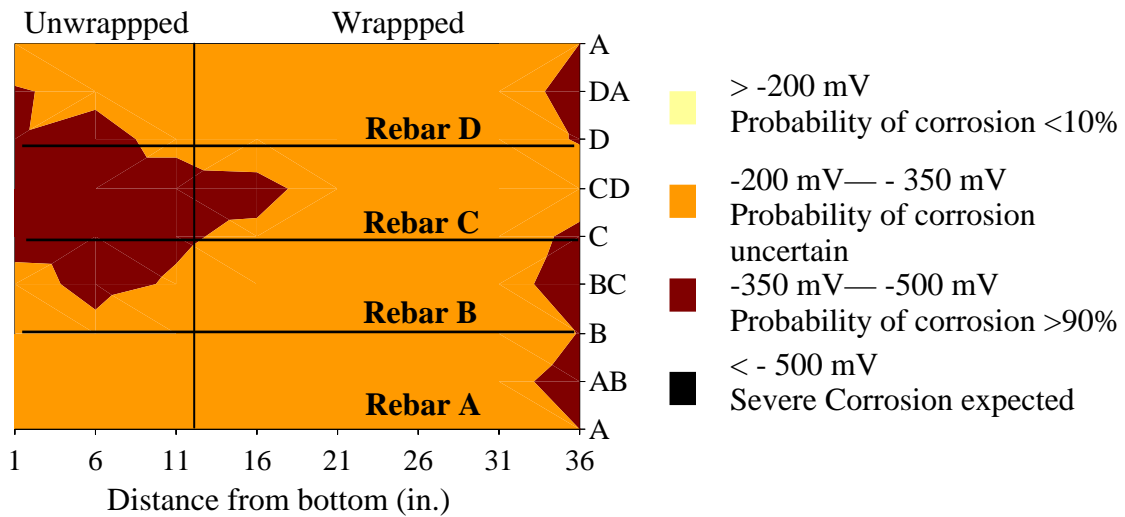 Unwrappped Wrappped
A
DA
D
CD
C
BC
B
AB
A
Rebar D
Rebar C
Rebar B
Rebar A
1 6 11 16 21 26 31 36
Distance from bottom (in.)
> -200 mV
Probability of corrosion <10%
-200 mV— - 350 mV
Probability of corrosion
uncertain
-350 mV— -500 mV
Probability of corrosion >90%
< - 500 mV
Severe Corrosion expected